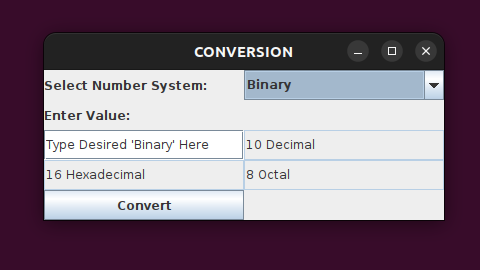 CONVERSION
Select Number System:
Binary
Enter Value:
Type Desired 'Binary' Here
10 Decimal
16 Hexadecimal
8 Octal
Convert